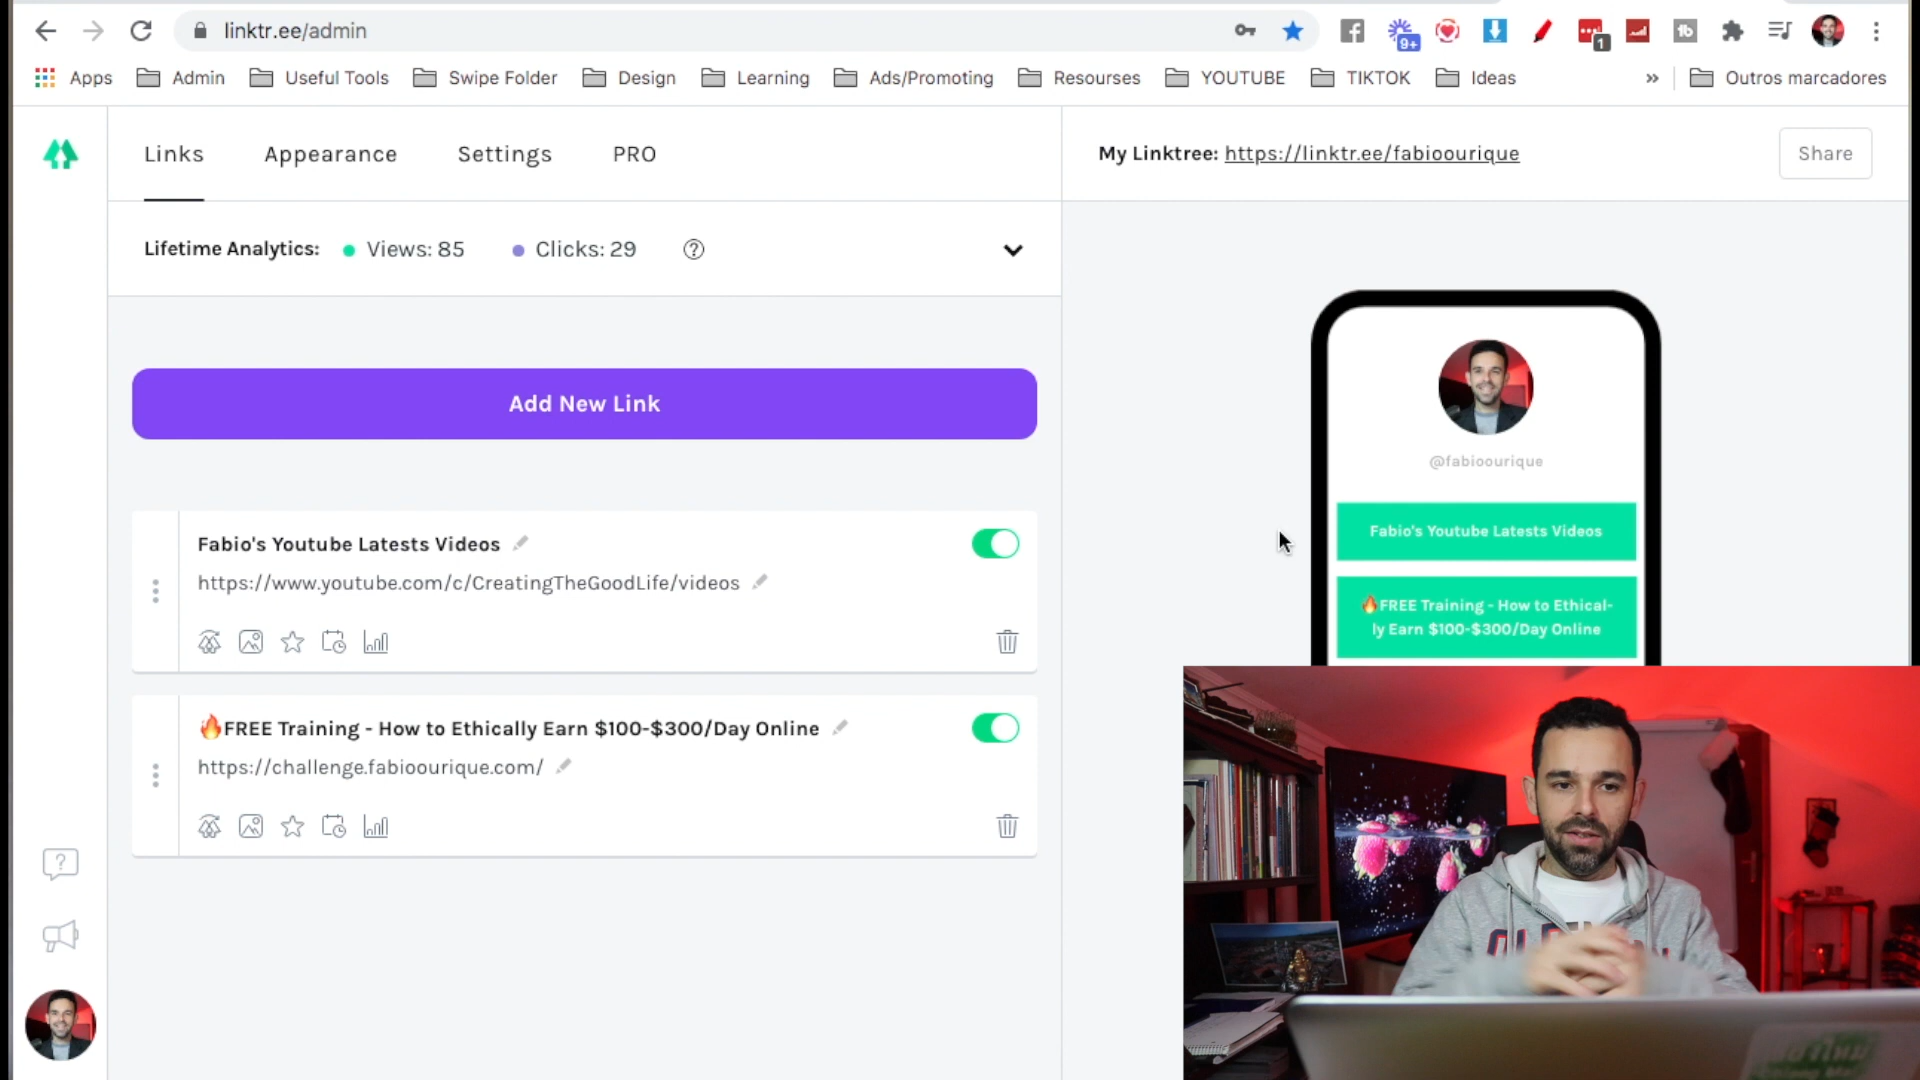 linktr.ee/admin
9+
1
Apps
Admin
Useful Tools
Swipe Folder
Design
Learning
Ads/Promoting
Resourses
YOUTUBE
TIKTOK
Ideas
»
Outros marcadores
Links
Appearance
Settings
PRO
My Linktree: https://linktr.ee/fabioourique
Share
Lifetime Analytics:
Views: 85
Clicks: 29
Add New Link
Fabio's Youtube Latests Videos
https://www.youtube.com/c/CreatingTheGoodLife/videos
🔥FREE Training - How to Ethically Earn $100-$300/Day Online
https://challenge.fabioourique.com/
@fabioourique
Fabio's Youtube Latests Videos
🔥FREE Training - How to Ethical-
ly Earn $100-$300/Day Online